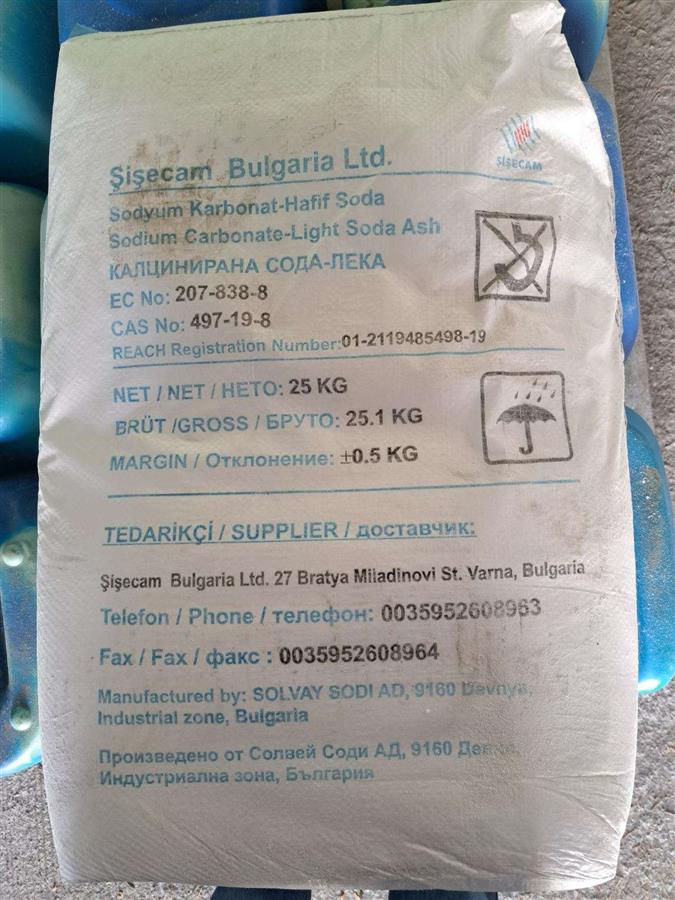 ŞİŞECAM
Şişecam Bulgaria Ltd.
Sodyum Karbonat-Hafif Soda
Sodium Carbonate-Light Soda Ash
КАЛЦИНИРАНА СОДА-ЛЕКА
EC No: 207-838-8
CAS No: 497-19-8
REACH Registration Number:01-2119485498-19
NET / NET / НЕТО: 25 KG
BRÜT /GROSS / БРУТО: 25.1 KG
MARGIN / Отклонение: ±0.5 KG
TEDARİKÇİ / SUPPLIER / доставчик:
Şişecam Bulgaria Ltd. 27 Bratya Miladinovi St. Varna, Bulgaria
Telefon / Phone / телефон: 0035952608963
Fax / Fax / факс : 0035952608964
Manufactured by: SOLVAY SODI AD, 9160 Devnya,
Industrial zone, Bulgaria
Произведено от Солвей Соди АД, 9160
Индустриална зона, България